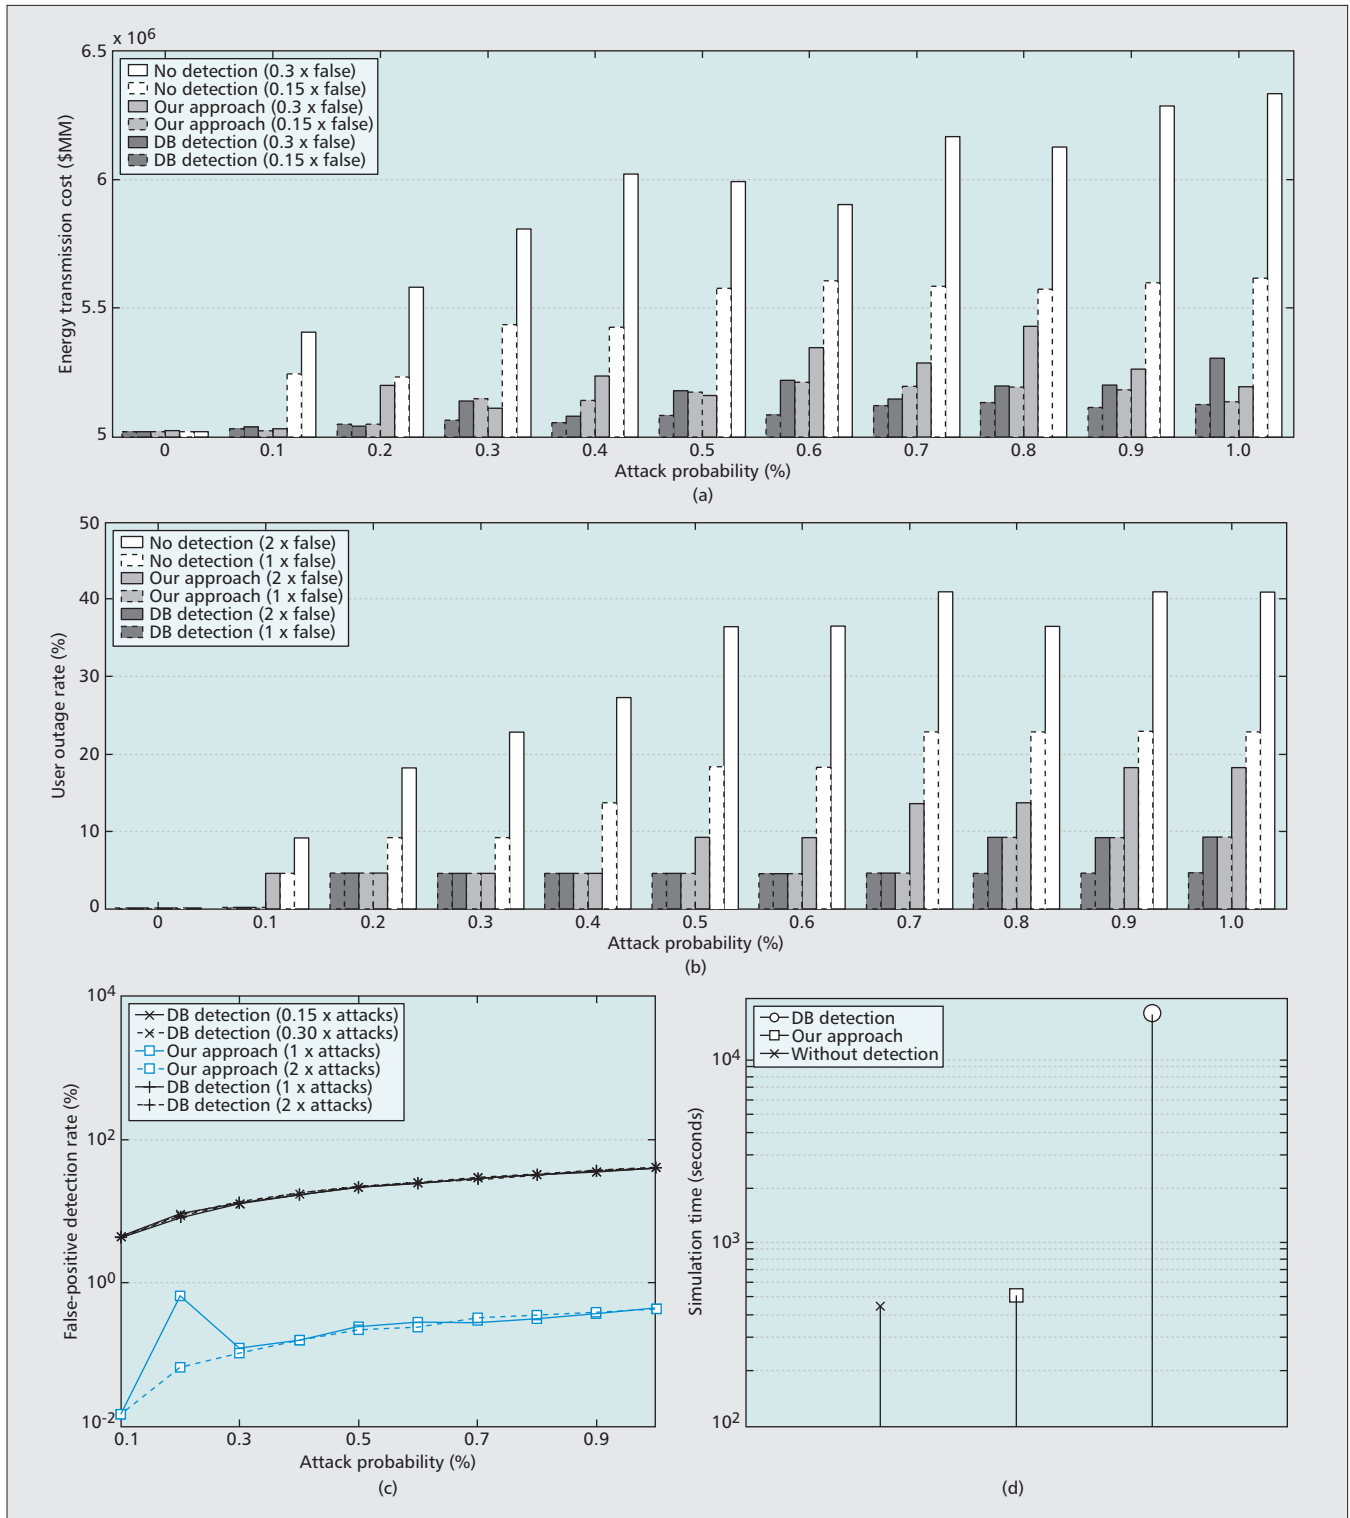 x 10^6
6.5
6
5.5
5
Energy transmission cost ($MM)
No detection (0.3 x false)
No detection (0.15 x false)
Our approach (0.3 x false)
Our approach (0.15 x false)
DB detection (0.3 x false)
DB detection (0.15 x false)
0 0.1 0.2 0.3 0.4 0.5 0.6 0.7 0.8 0.9 1.0
Attack probability (%)
(a)
50
40
30
20
10
0
User outage rate (%)
No detection (2 x false)
No detection (1 x false)
Our approach (2 x false)
Our approach (1 x false)
DB detection (2 x false)
DB detection (1 x false)
0 0.1 0.2 0.3 0.4 0.5 0.6 0.7 0.8 0.9 1.0
Attack probability (%)
(b)
10^4
10^2
10^0
10^-2
False-positive detection rate (%)
DB detection (0.15 x attacks)
DB detection (0.30 x attacks)
Our approach (1 x attacks)
Our approach (2 x attacks)
DB detection (1 x attacks)
DB detection (2 x attacks)
0.1 0.3 0.5 0.7 0.9
Attack probability (%)
(c)
10^4
10^3
10^2
Simulation time (seconds)
DB detection
Our approach
Without detection
(d)